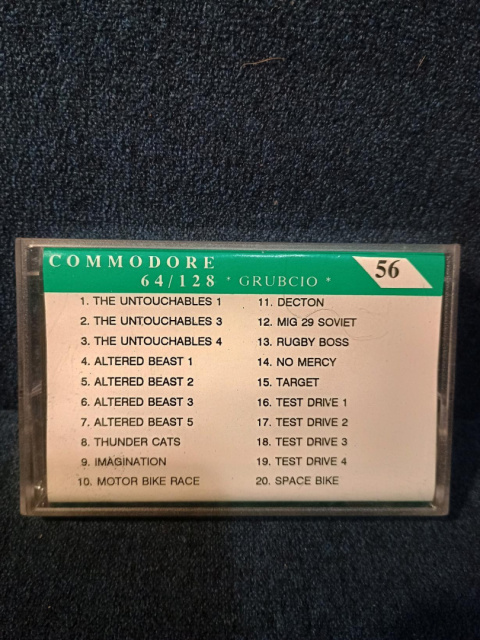 COMMODORE
64/128 * GRUBCIO *
56
1. THE UNTOUCHABLES 1
2. THE UNTOUCHABLES 3
3. THE UNTOUCHABLES 4
4. ALTERED BEAST 1
5. ALTERED BEAST 2
6. ALTERED BEAST 3
7. ALTERED BEAST 5
8. THUNDER CATS
9. IMAGINATION
10. MOTOR BIKE RACE
11. DECTON
12. MIG 29 SOVIET
13. RUGBY BOSS
14. NO MERCY
15. TARGET
16. TEST DRIVE 1
17. TEST DRIVE 2
18. TEST DRIVE 3
19. TEST DRIVE 4
20. SPACE BIKE